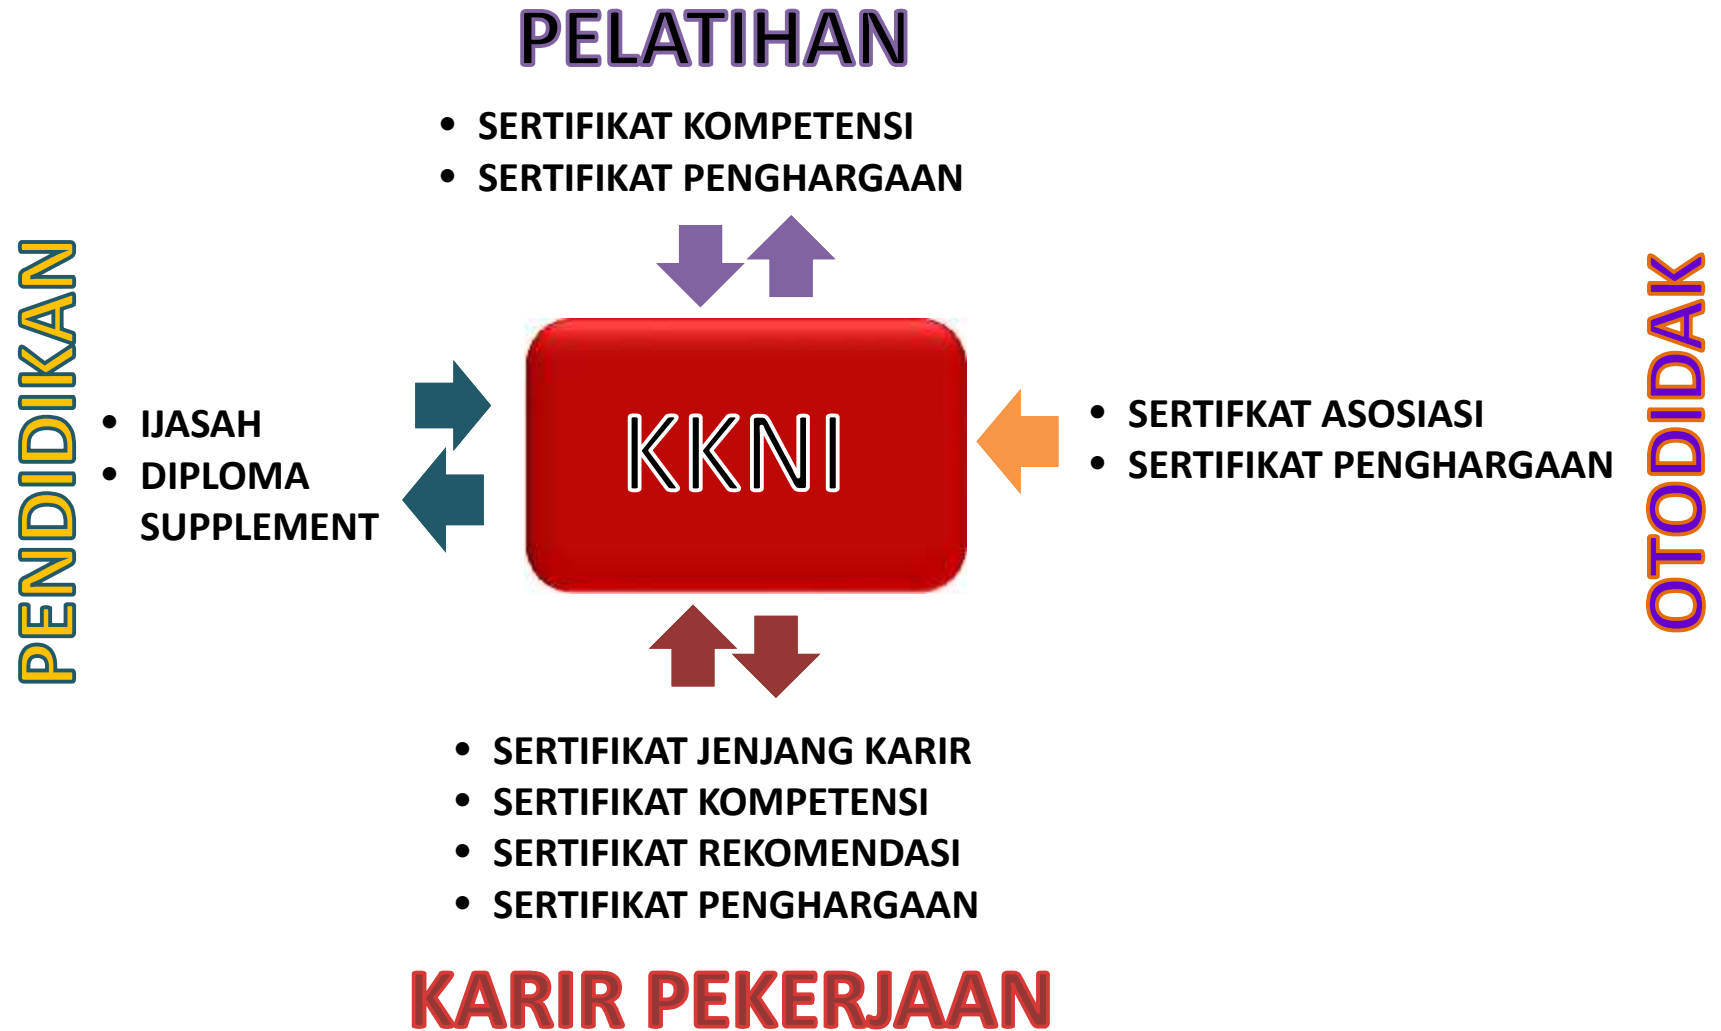 PELATIHAN
• SERTIFIKAT KOMPETENSI
• SERTIFIKAT PENGHARGAAN
PENDIDIKAN
• IJASAH
• DIPLOMA
SUPPLEMENT
KKNI
• SERTIFKAT ASOSIASI
• SERTIFIKAT PENGHARGAAN
OTODIDAK
• SERTIFIKAT JENJANG KARIR
• SERTIFIKAT KOMPETENSI
• SERTIFIKAT REKOMENDASI
• SERTIFIKAT PENGHARGAAN
KARIR PEKERJAAN